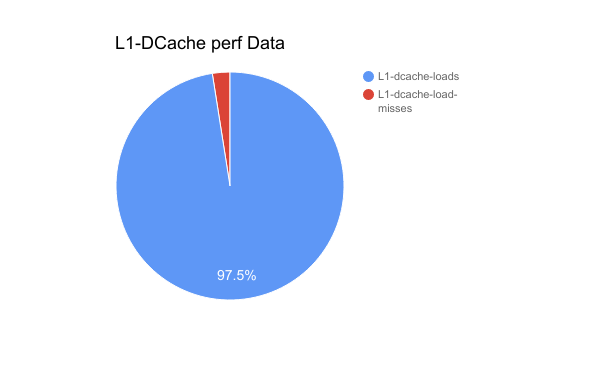 L1-DCache perf Data
L1-dcache-loads
L1-dcache-load-
misses
97.5%